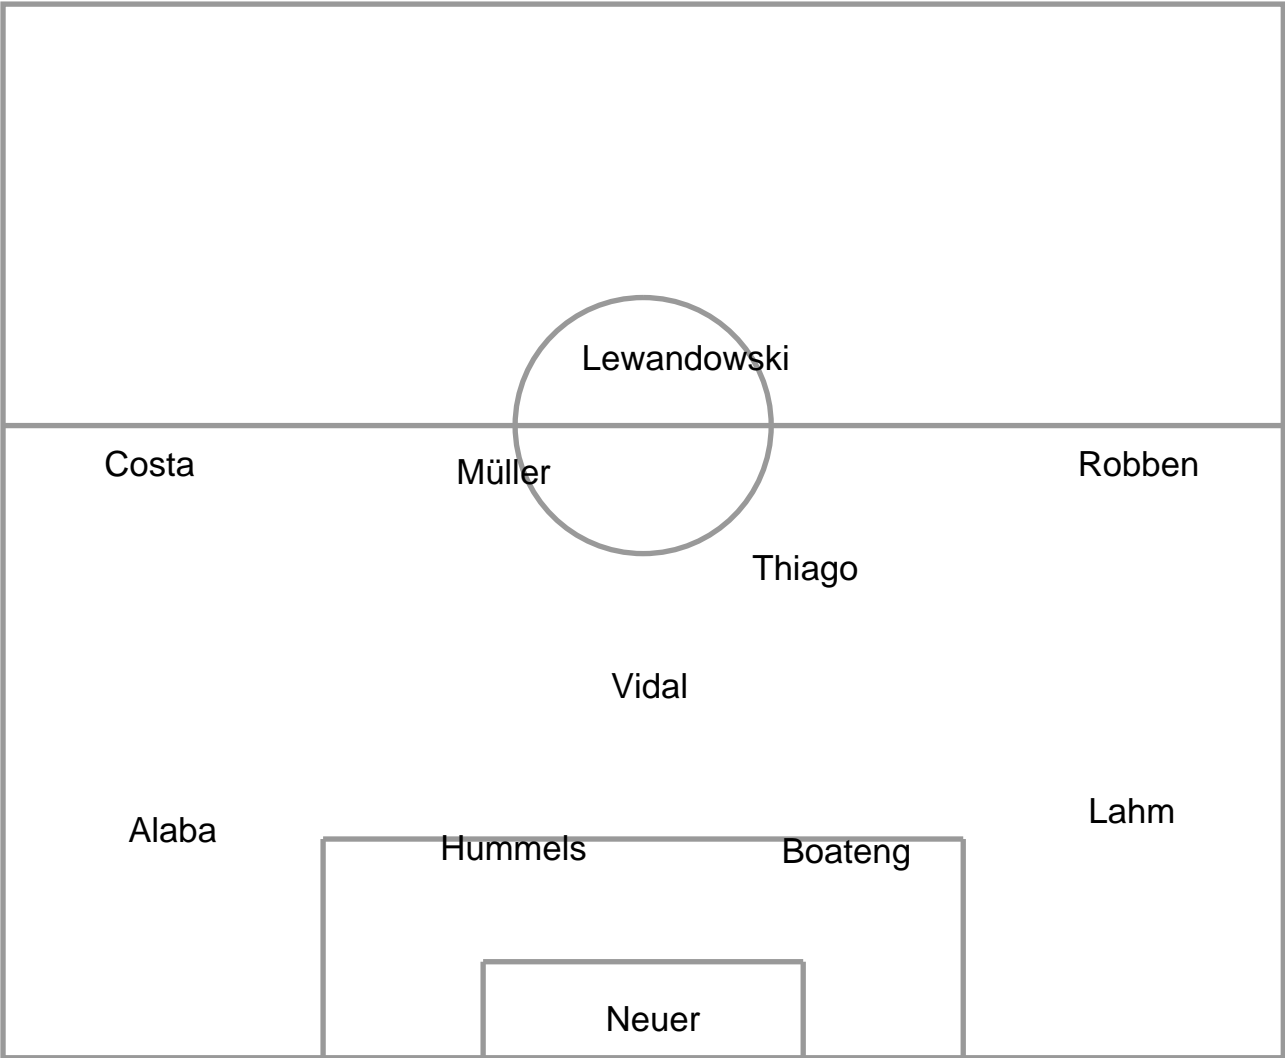 Lewandowski
Costa
Müller
Robben
Thiago
Vidal
Alaba
Lahm
Hummels
Boateng
Neuer